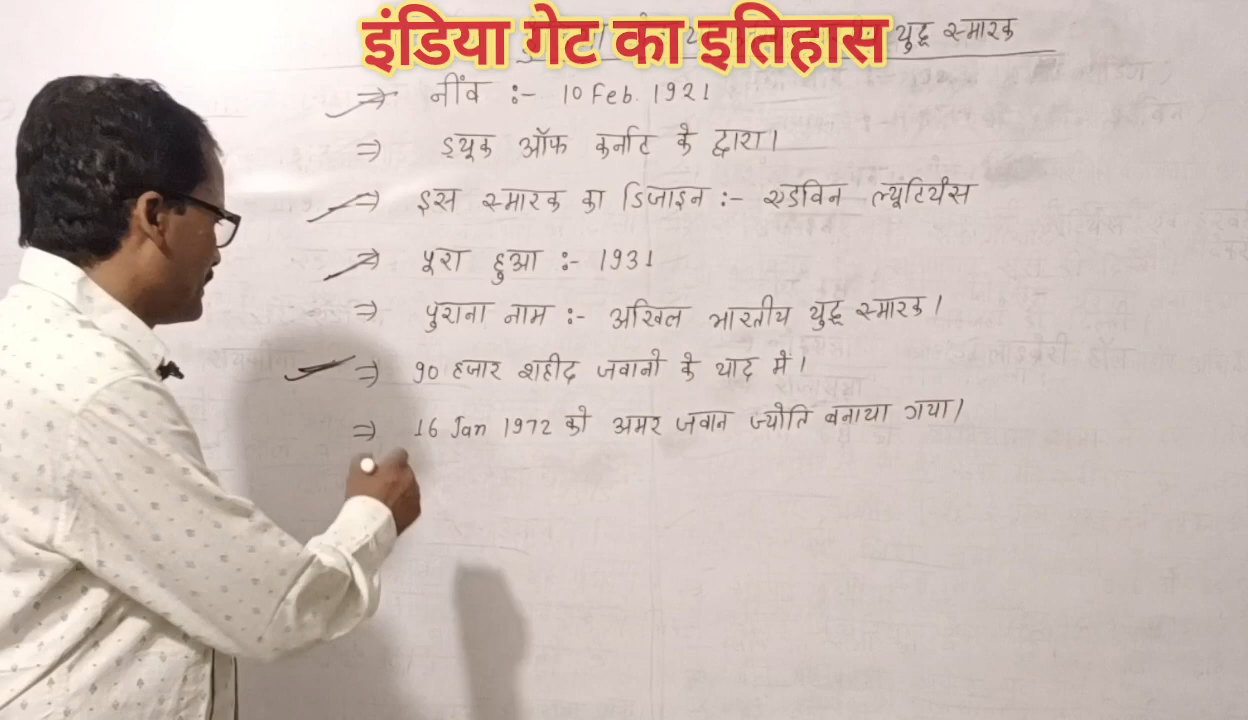 इंडिया गेट का इतिहास
युद्ध स्मारक
⇒ नींव :- 10 Feb. 1921
⇒ ड्यूक ऑफ कर्नाट के द्वारा।
⇒ इस स्मारक का डिजाइन :- एडविन ल्यूटियंस
⇒ पूरा हुआ :- 1931
⇒ पुराना नाम :- अखिल भारतीय युद्ध स्मारक।
⇒ 90 हजार शहीद जवानो के याद में।
⇒ 16 Jan 1972 को अमर जवान ज्योति बनाया गया।